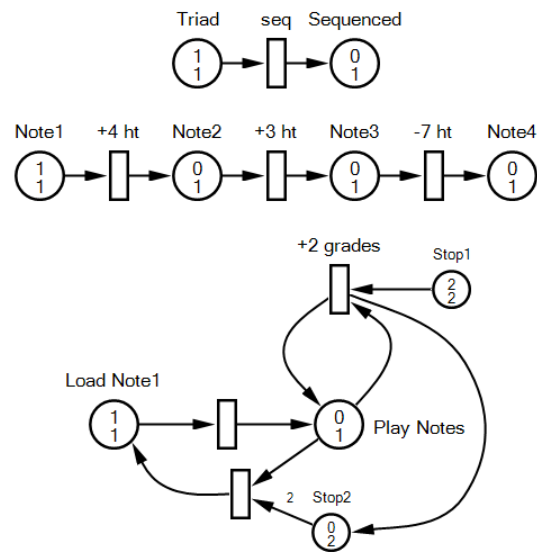 Triad seq Sequenced
1 0
1 1
Note1 +4 ht Note2 +3 ht Note3 -7 ht Note4
1 0 0 0
1 1 1 1
+2 grades
Stop1
2
2
Load Note1
1 0
1 1
Play Notes
2 Stop2
0
2